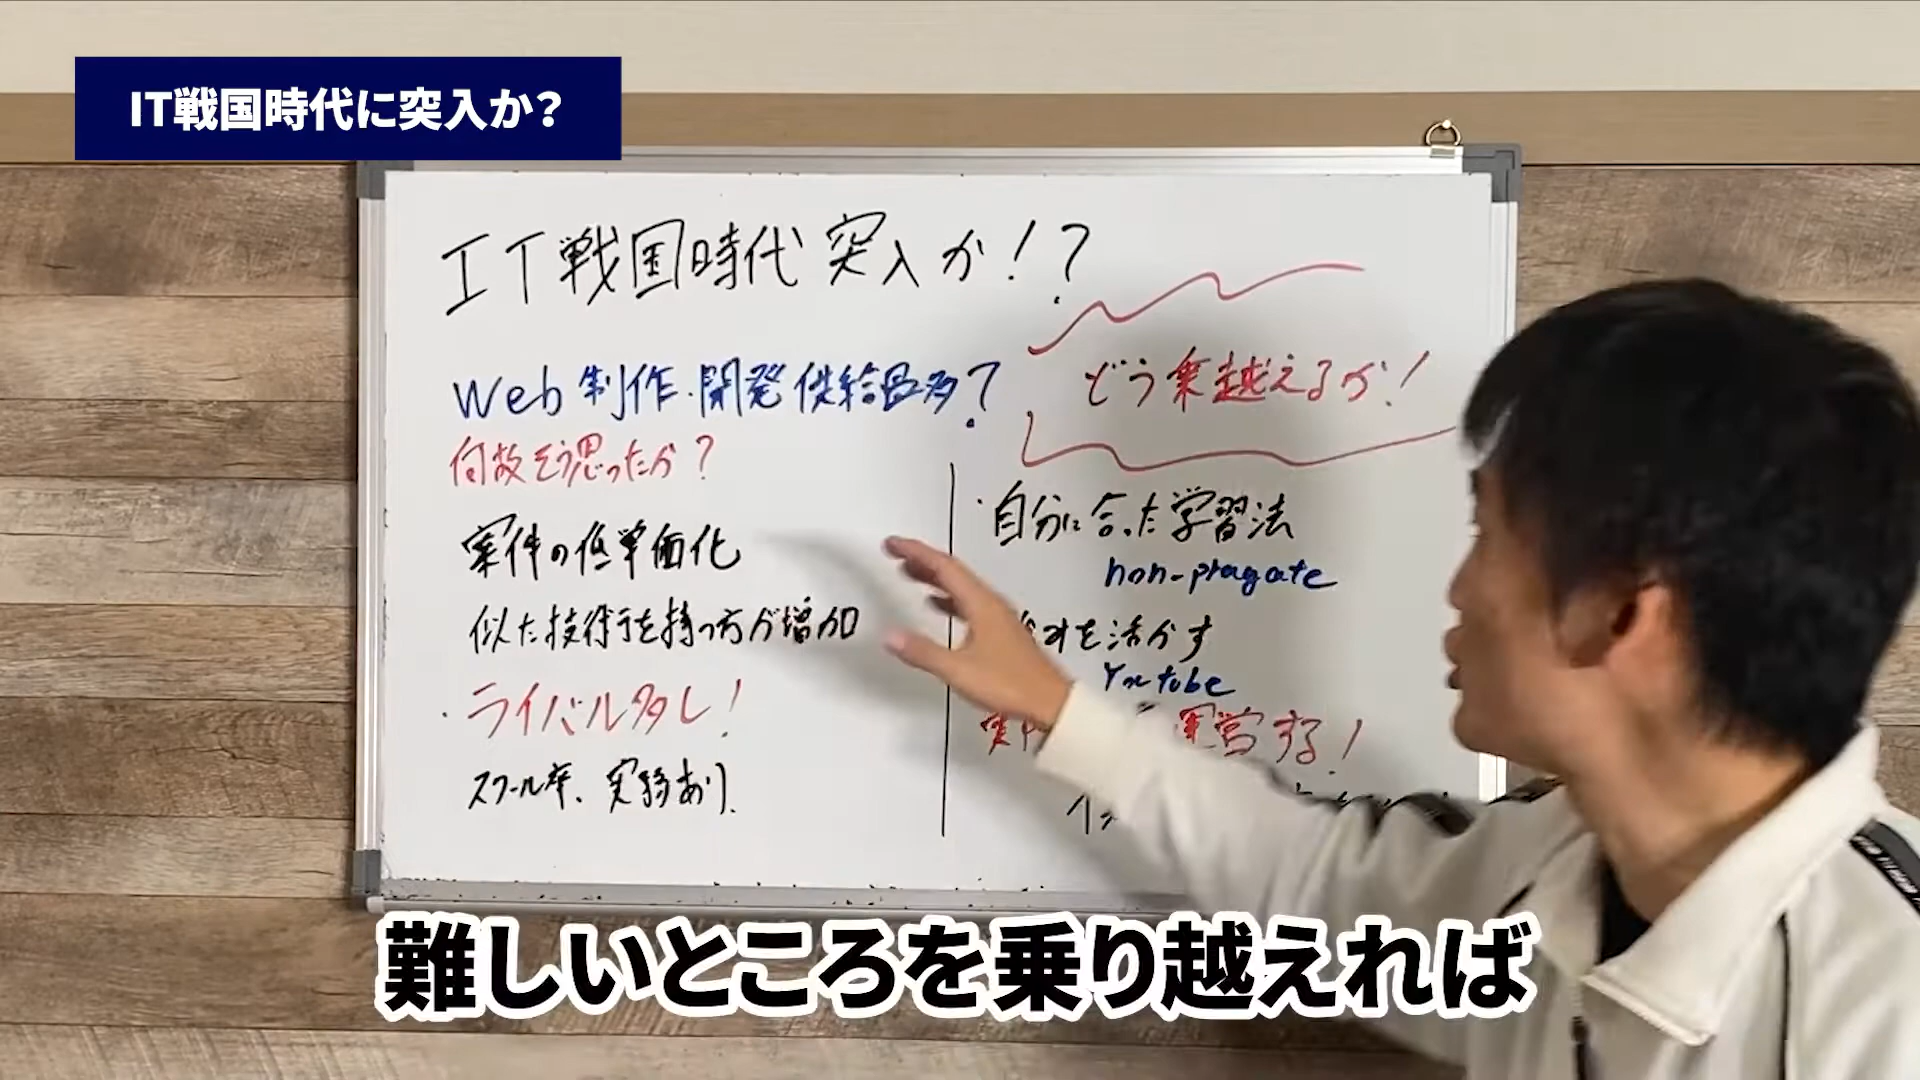 IT戦国時代に突入か?
IT戦国時代突入か!?
Web制作・開発供給過多?
何故そう思ったか?
案件の低単価化
似た技術を持つ方が増加
・ライバル多し!
スクール卒、実務あり、
どう乗越えるか!
・自分に合った学習法
non-progate
を活かす
Youtube
運営する!
難しいところを乗り越えれば